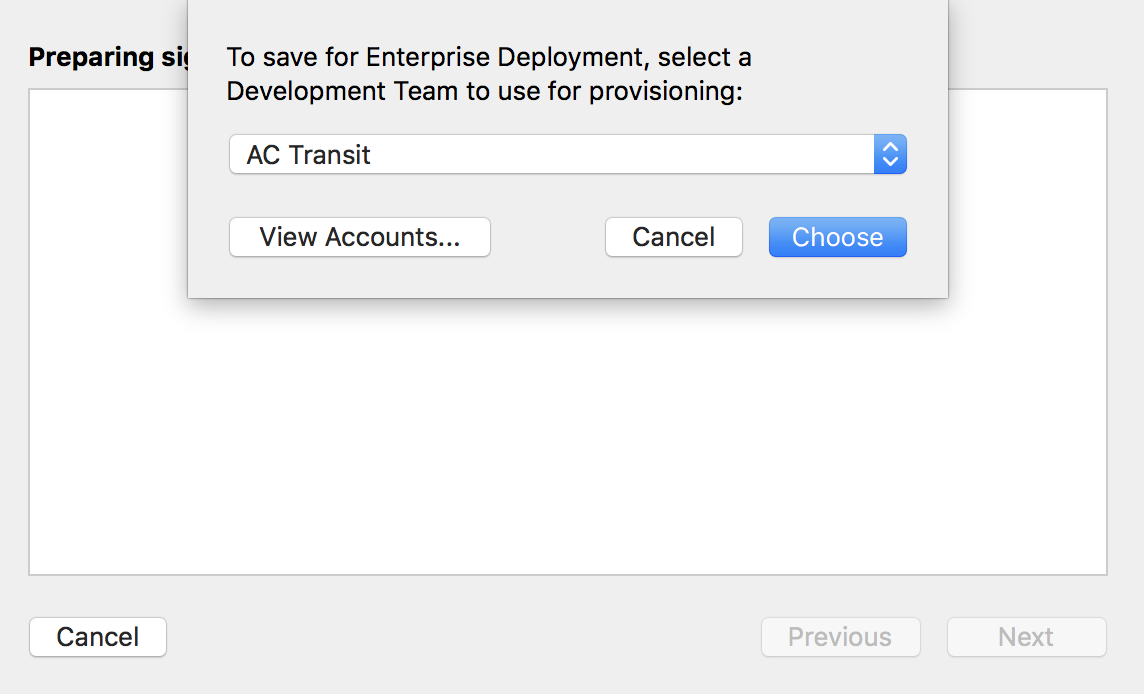 Preparing sig
To save for Enterprise Deployment, select a
Development Team to use for provisioning:
AC Transit
View Accounts...
Cancel
Choose
Cancel
Previous
Next